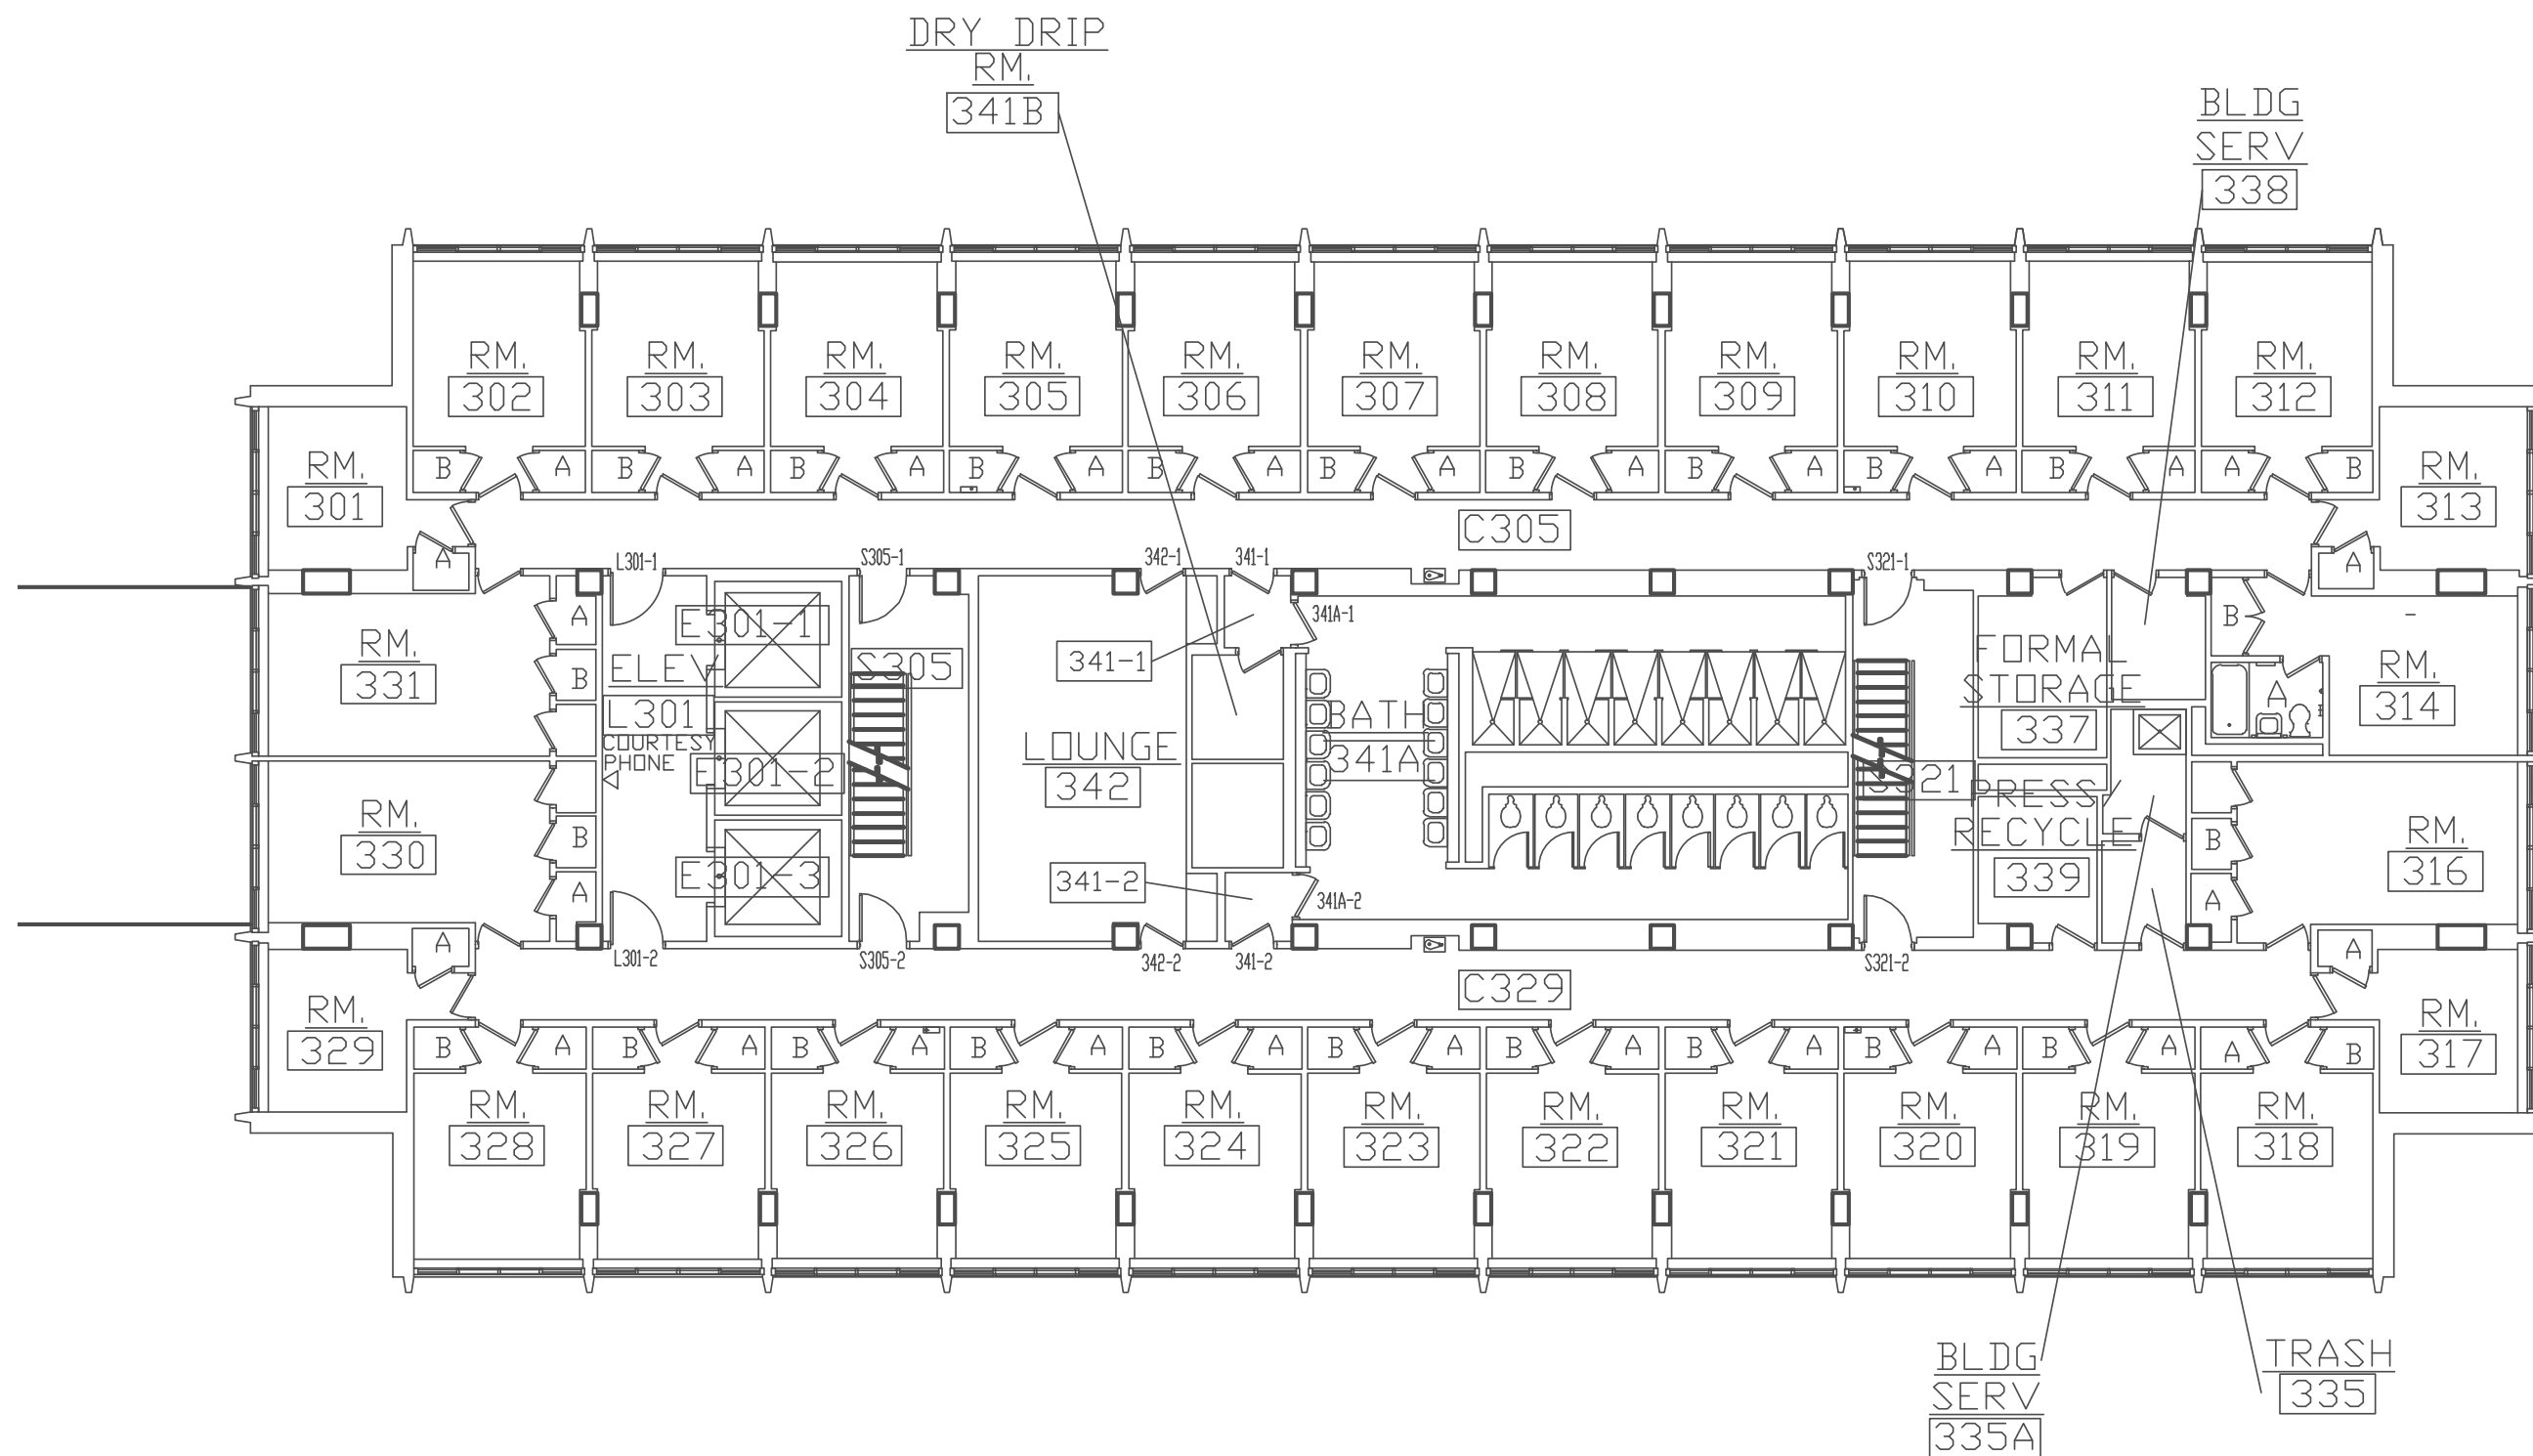 DRY DRIP
RM.
341B
BLDG
SERV
338
RM.
302
RM.
303
RM.
304
RM.
305
RM.
306
RM.
307
RM.
308
RM.
309
RM.
310
RM.
311
RM.
312
B A B A B A B A B A B A B A B A B A B A A B
RM.
301
A
C305
RM.
313
A
L301-1
S305-1
342-1
341-1
S321-1
341A-1
RM.
331
A
B
E301-1
ELEV
L301
COURTESY
PHONE
S305
341-1
E301-2
LOUNGE
342
BATH
341A
FORMAL
STORAGE
337
B
A
RM.
314
RM.
330
B
A
E301-3
341-2
S321
PRESS /
RECYCLE
339
B
A
RM.
316
341A-2
L301-2
S305-2
342-2
341-2
S321-2
A
RM.
329
C329
A
RM.
317
B A B A B A B A B A B A B A B A B A B A A B
RM.
328
RM.
327
RM.
326
RM.
325
RM.
324
RM.
323
RM.
322
RM.
321
RM.
320
RM.
319
RM.
318
BLDG
SERV
335A
TRASH
335